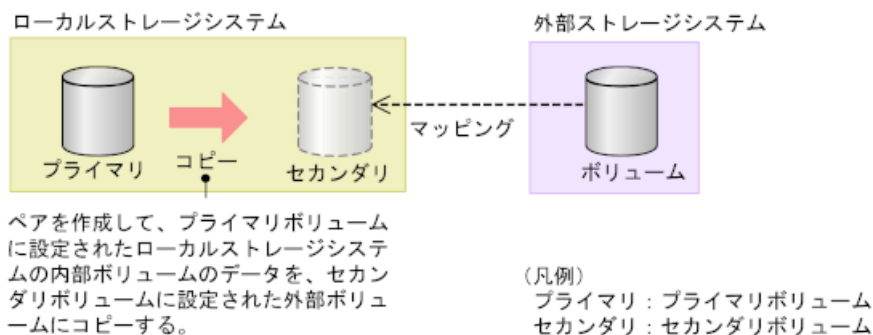 ローカルストレージシステム
外部ストレージシステム
マッピング
プライマリ
コピー
セカンダリ
ボリューム
ペアを作成して、プライマリボリューム
に設定されたローカルストレージシステ
ムの内部ボリュームのデータを、セカン
ダリボリュームに設定された外部ボリュ
ームにコピーする。
（凡例）
プライマリ：プライマリボリューム
セカンダリ：セカンダリボリューム